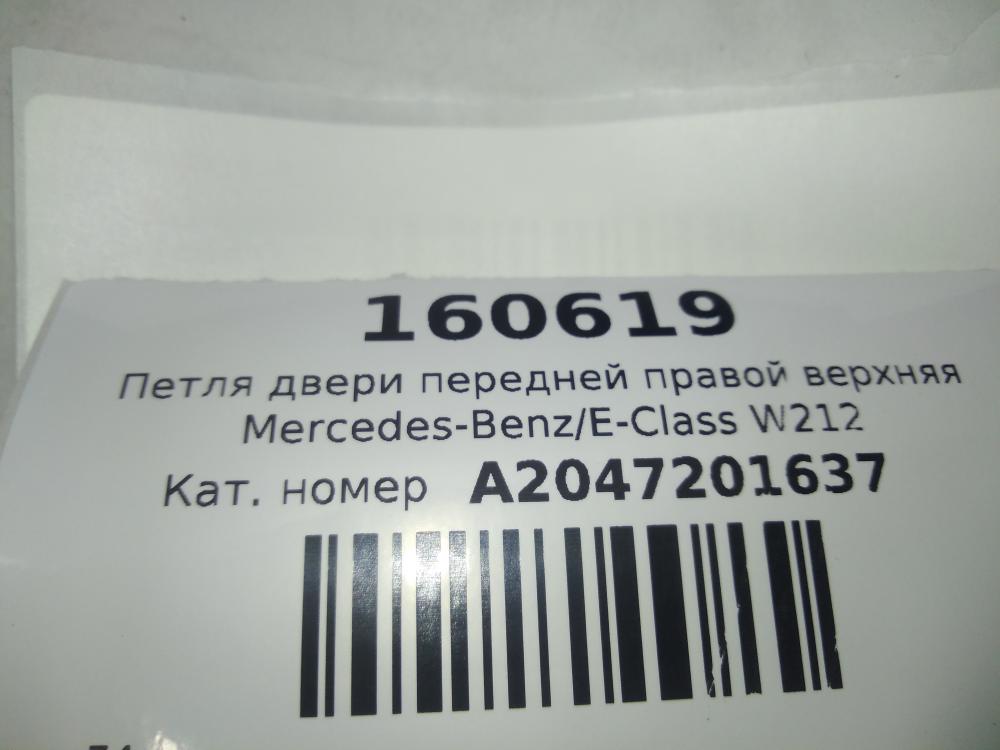 160619
Петля двери передней правой верхняя
Mercedes-Benz/E-Class W212
Кат. номер A2047201637